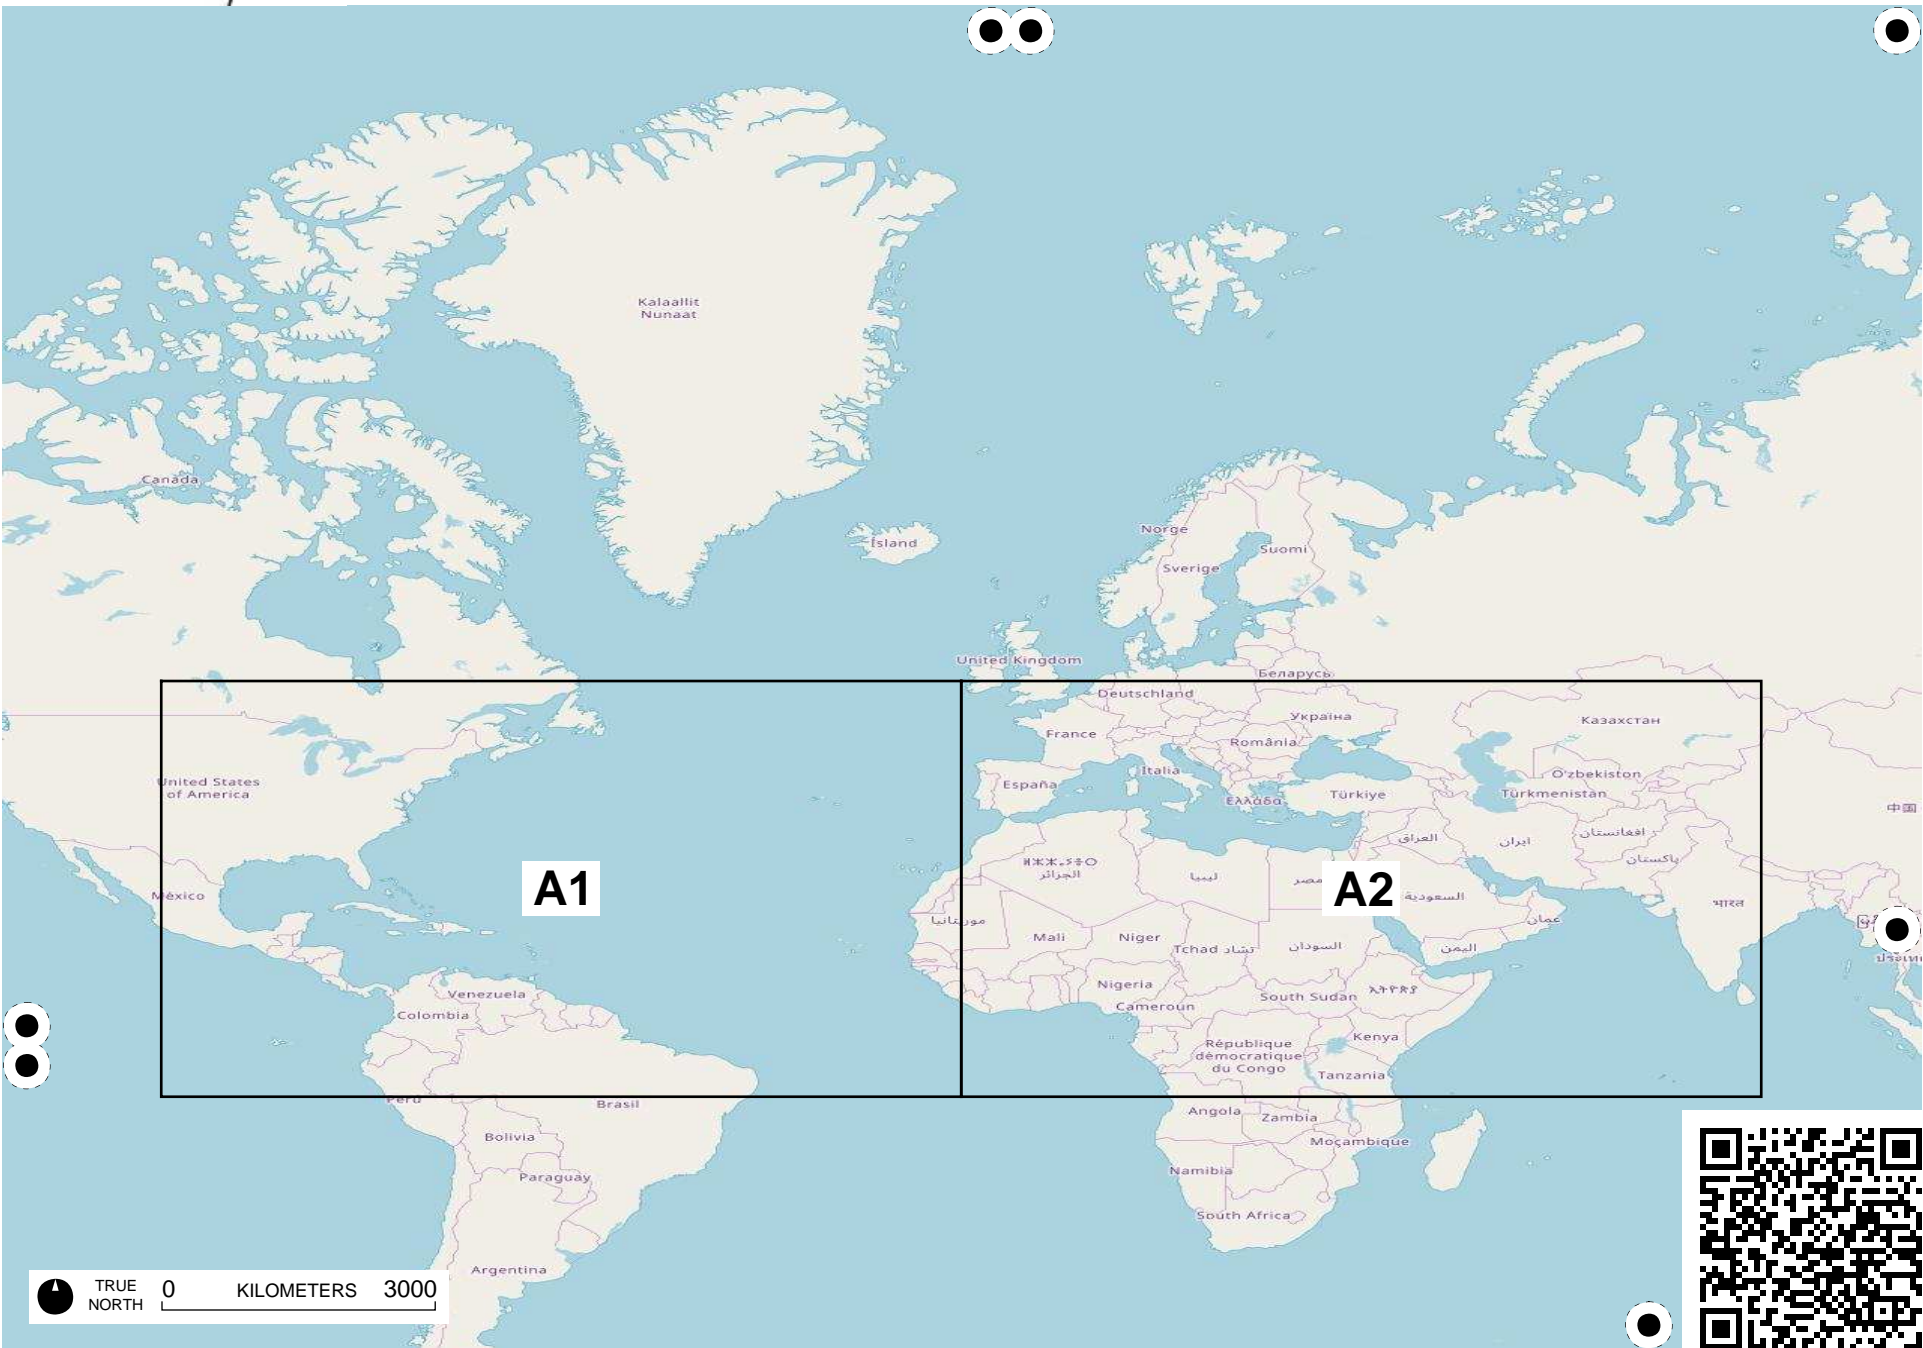 Kalaallit
Nunaat
Canada
Ísland
Norge
Suomi
Sverige
United Kingdom
Беларусь
Deutschland
Україна
Казахстан
France
România
United States
of America
Italia
O'zbekiston
España
Ελλάδα
Türkiye
Türkmenistan
中国
العراق
ایران
افغانستان
ⵍⵣⵣⴰⵢⴻⵔ
الجزائر
ليبيا
مصر
پاکستان
A1
A2
México
السعودية
भारत
موريتانيا
عمان
Mali
Niger
Tchad تشاد
السودان
اليمن
Venezuela
Nigeria
South Sudan
ኢትዮጵያ
Colombia
Cameroun
Kenya
République
démocratique
du Congo
Tanzania
Perú
Brasil
Angola
Zambia
Bolivia
Moçambique
Paraguay
Namibia
South Africa
Argentina
TRUE
NORTH
0 KILOMETERS 3000